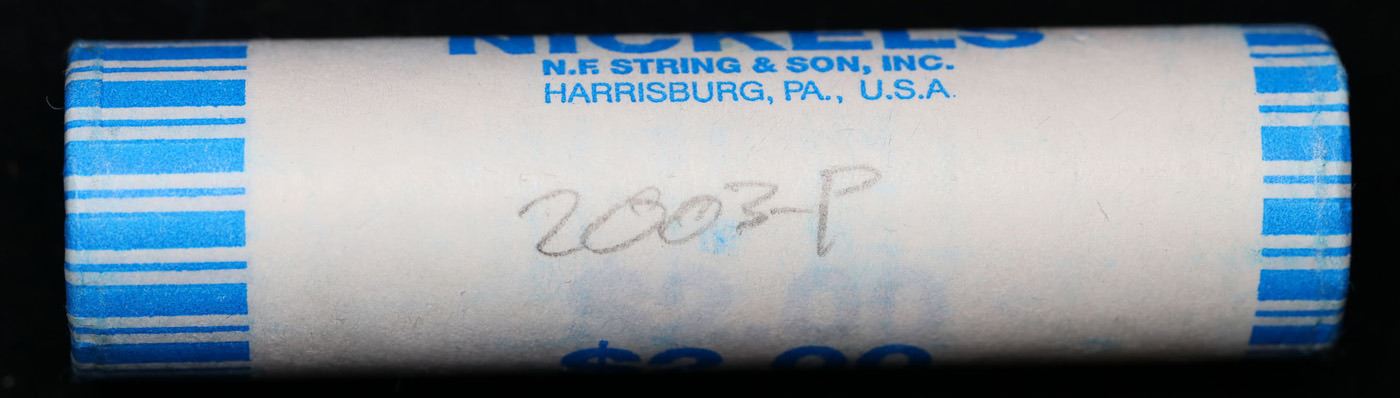 NICKELS
N.F. STRING & SON, INC.
HARRISBURG, PA., U.S.A.
2003-P